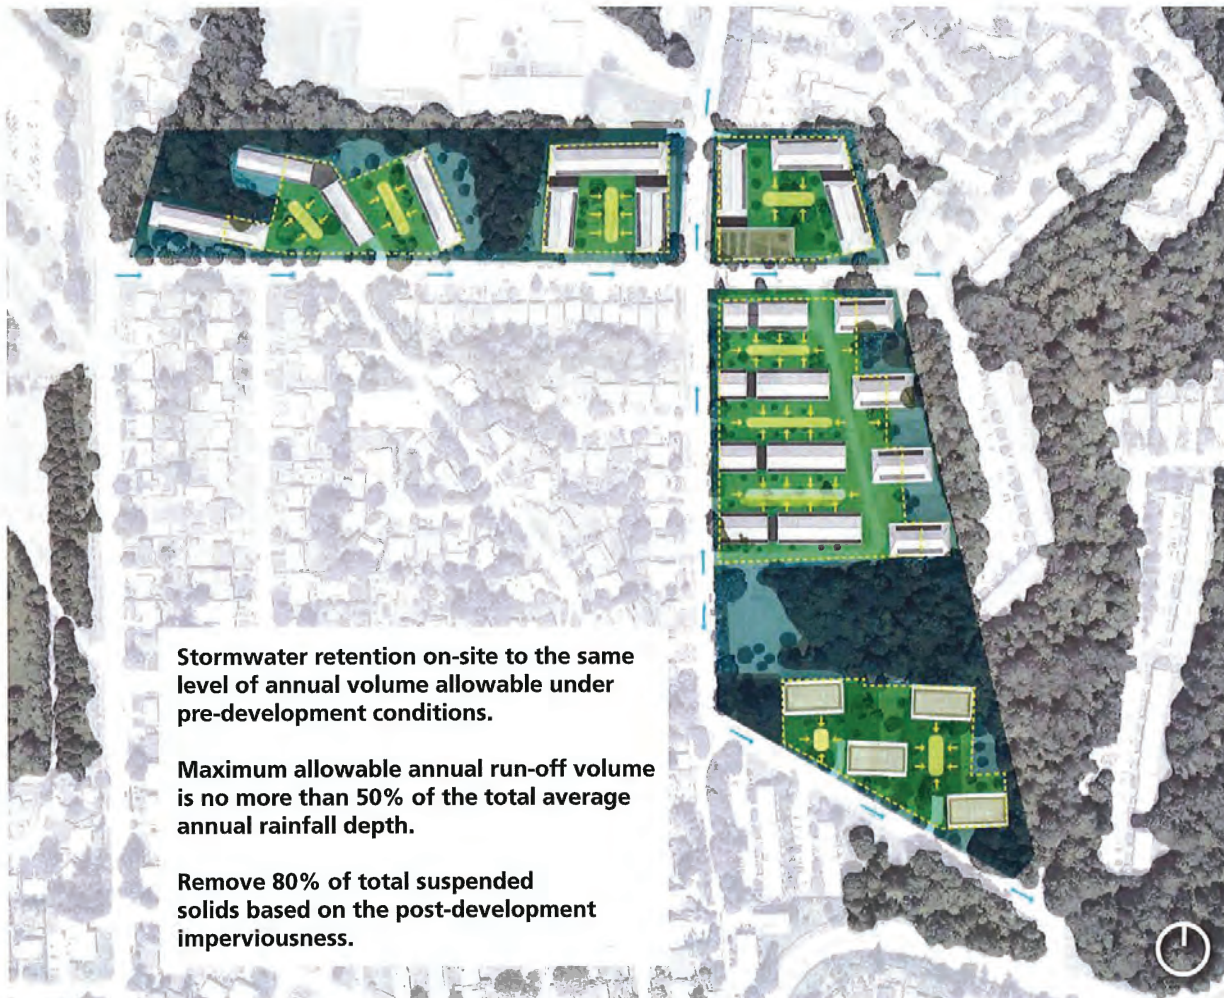 Stormwater retention on-site to the same
level of annual volume allowable under
pre-development conditions.
Maximum allowable annual run-off volume
is no more than 50% of the total average
annual rainfall depth.
Remove 80% of total suspended
solids based on the post-development
imperviousness.